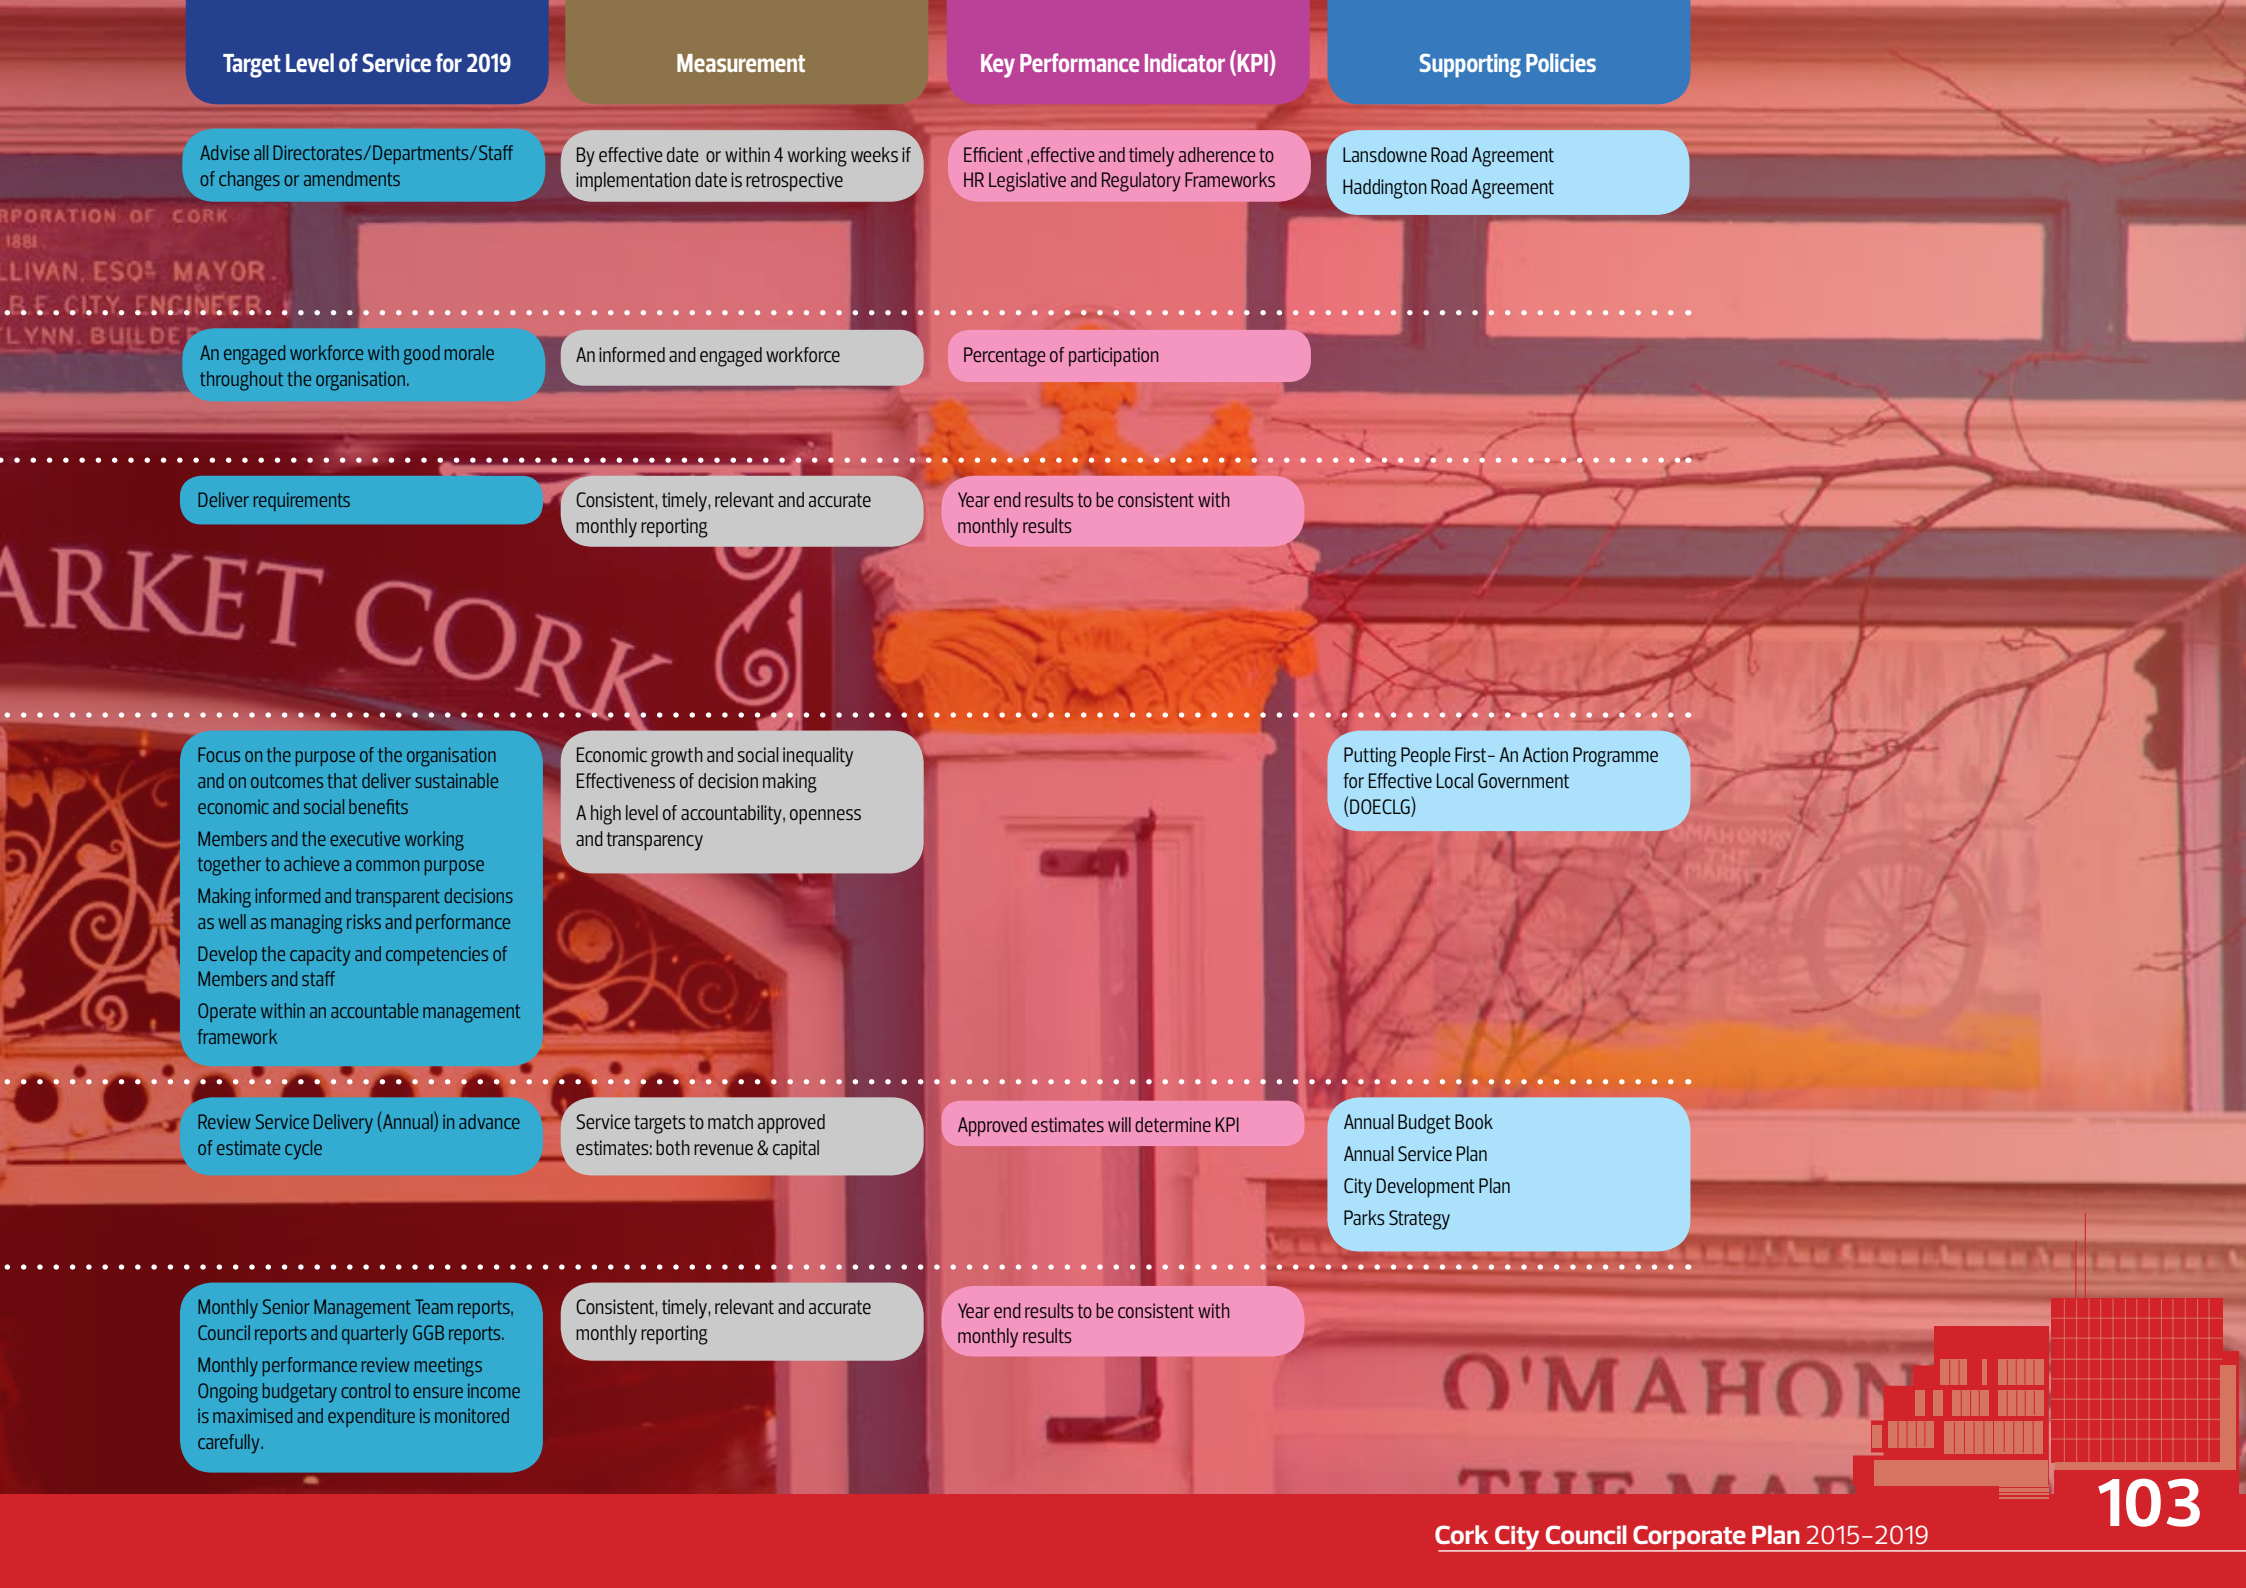 Target Level of Service for 2019
Measurement
Key Performance Indicator (KPI)
Supporting Policies
Advise all Directorates/Departments/Staff
of changes or amendments
By effective date or within 4 working weeks if
implementation date is retrospective
Efficient ,effective and timely adherence to
HR Legislative and Regulatory Frameworks
Lansdowne Road Agreement
Haddington Road Agreement
RPORATION OF CORK
1881
LLIVAN, ESQR MAYOR.
B.E. CITY ENGINEER
LYNN. BUILDE
An engaged workforce with good morale
throughout the organisation.
An informed and engaged workforce
Percentage of participation
Deliver requirements
Consistent, timely, relevant and accurate
monthly reporting
Year end results to be consistent with
monthly results
ARKET CORK
Focus on the purpose of the organisation
and on outcomes that deliver sustainable
economic and social benefits
Members and the executive working
together to achieve a common purpose
Making informed and transparent decisions
as well as managing risks and performance
Develop the capacity and competencies of
Members and staff
Operate within an accountable management
framework
Economic growth and social inequality
Effectiveness of decision making
A high level of accountability, openness
and transparency
Putting People First- An Action Programme
for Effective Local Government
(DOECLG)
OMAHONYS
THE
MARKET
Review Service Delivery (Annual) in advance
of estimate cycle
Service targets to match approved
estimates: both revenue & capital
Approved estimates will determine KPI
Annual Budget Book
Annual Service Plan
City Development Plan
Parks Strategy
Monthly Senior Management Team reports,
Council reports and quarterly GGB reports.
Monthly performance review meetings
Ongoing budgetary control to ensure income
is maximised and expenditure is monitored
carefully.
Consistent, timely, relevant and accurate
monthly reporting
Year end results to be consistent with
monthly results
O'MAHON
THE MAR
103
Cork City Council Corporate Plan 2015-2019